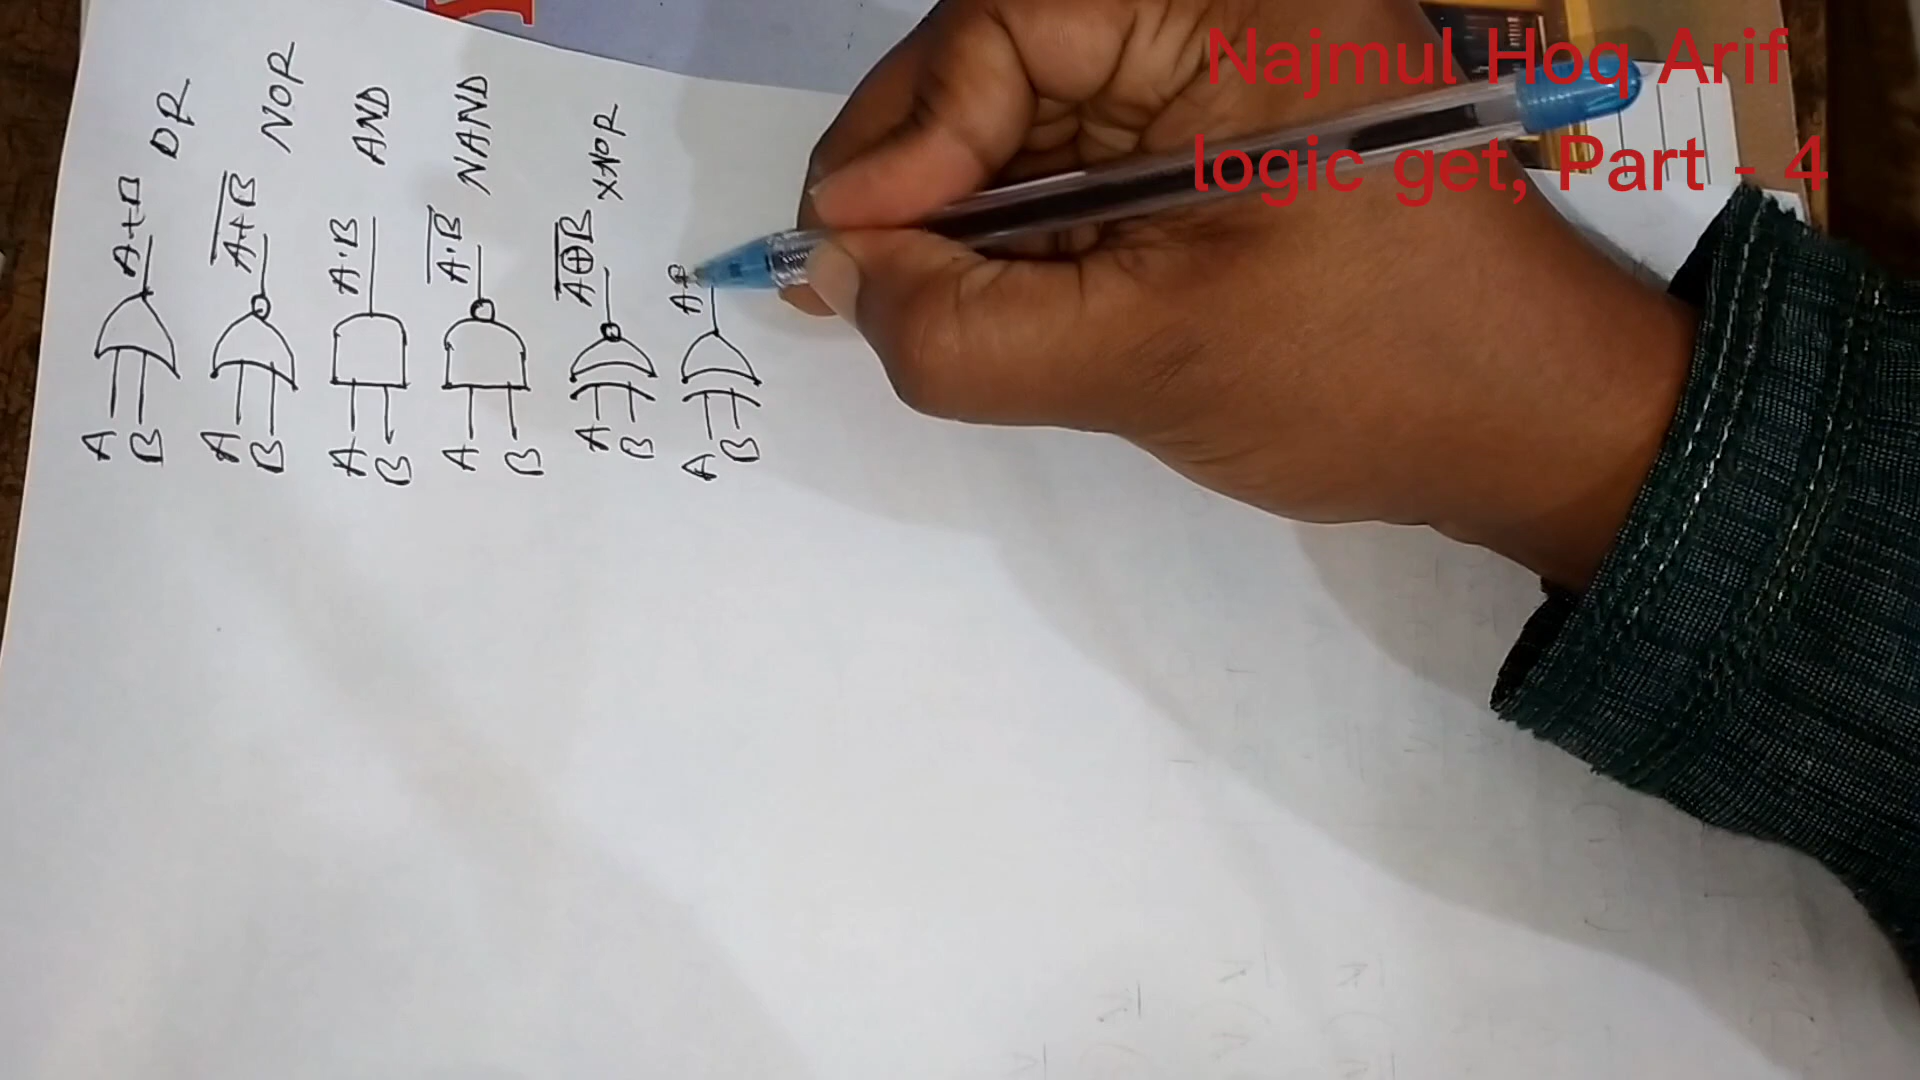 Najmul Hoq Arif
logic get, Part - 4
A
B
A+B
OR
A
B
A+B
NOR
A
B
A·B
AND
A
B
A·B
NAND
A
B
A⊕B
XNOR
A
B
A